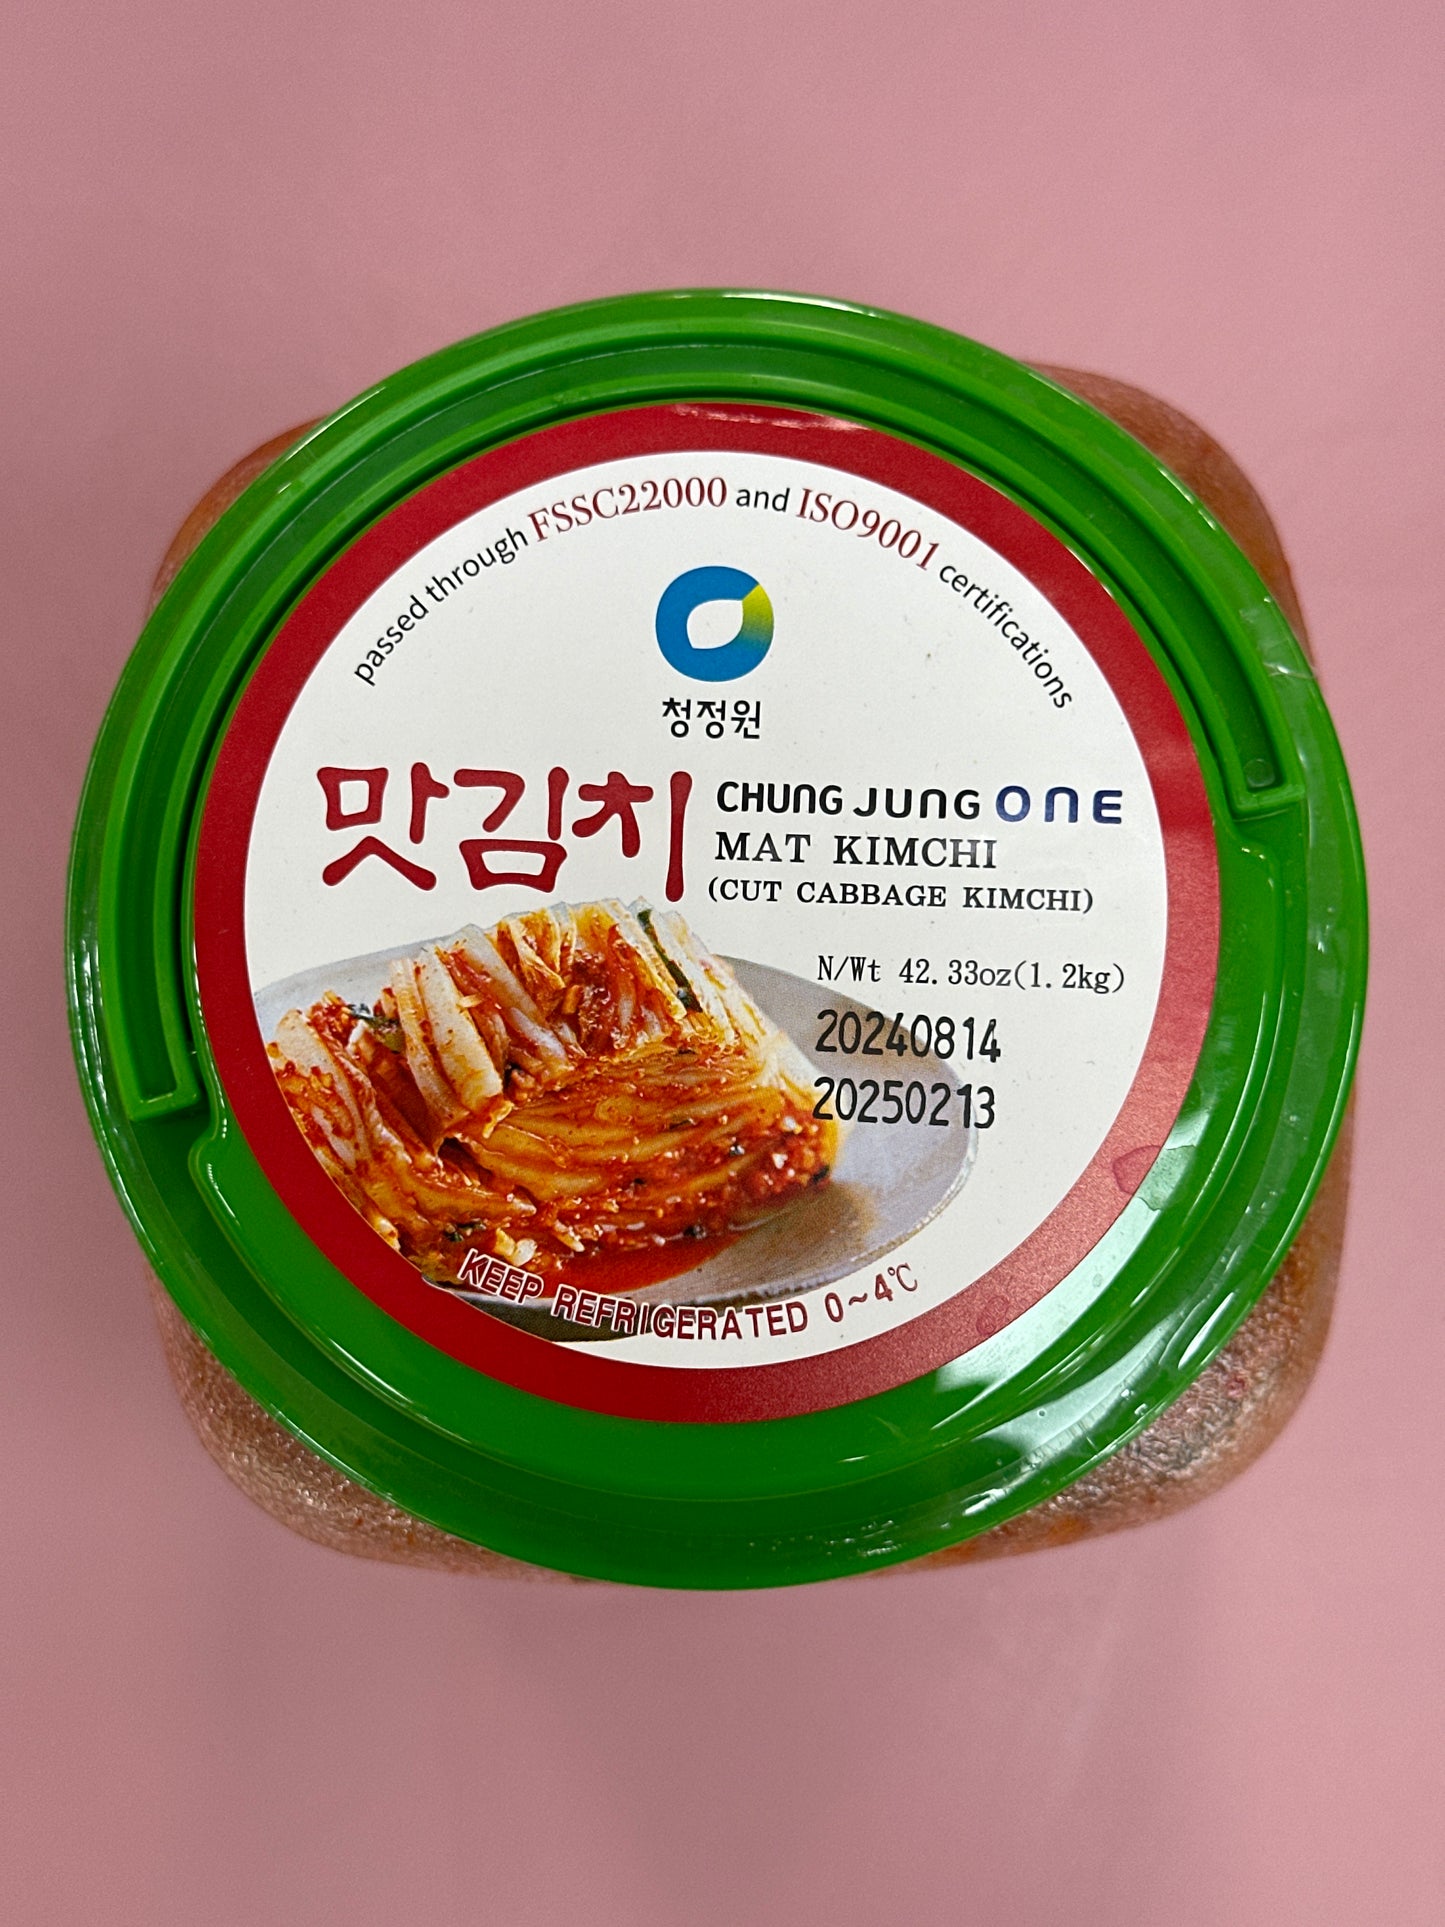 passed through FSSC22000 and ISO9001 certifications
청정원
맛김치
CHUNG JUNG ONE
MAT KIMCHI
(CUT CABBAGE KIMCHI)
N/Wt 42.33oz(1.2kg)
20240814
20250213
KEEP REFRIGERATED 0~4℃